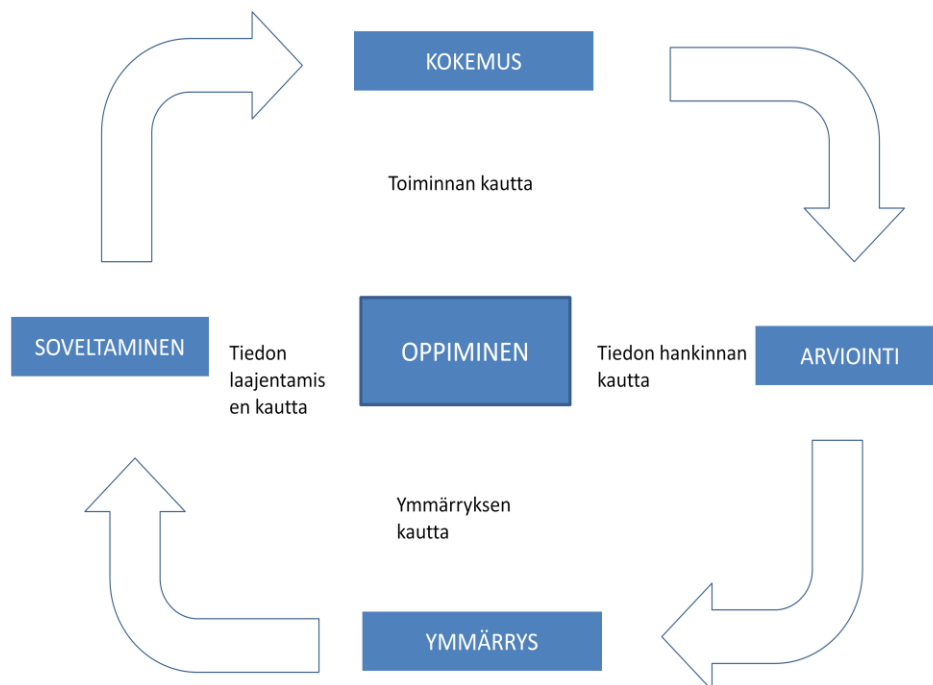 KOKEMUS
Toiminnan kautta
SOVELTAMINEN
Tiedon
laajentamis
en kautta
OPPIMINEN
Tiedon hankinnan
kautta
ARVIOINTI
Ymmärryksen
kautta
YMMÄRRYS